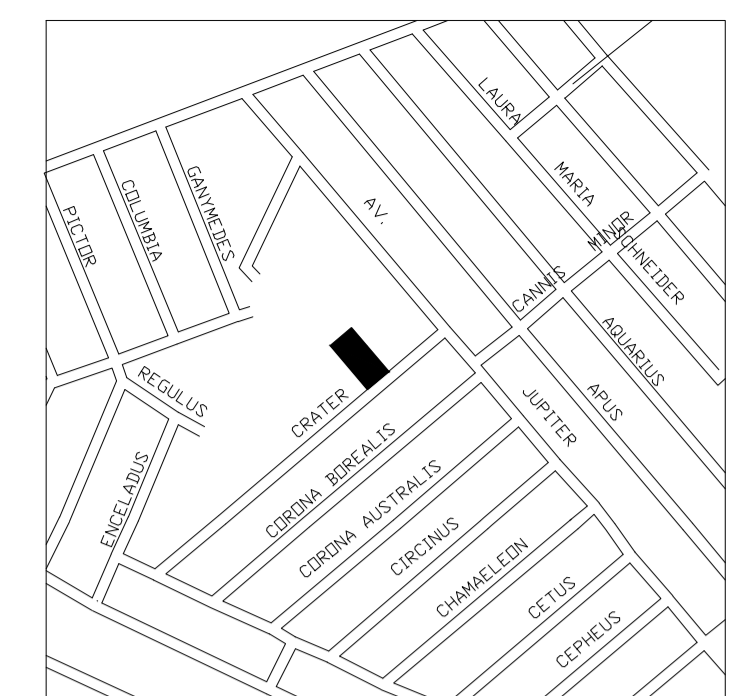 LAURA
MARIA
GANYMEDES
COLUMBIA
PICTOR
AV.
MINOR
SCHNEIDER
CANNIS
AQUARIUS
REGULUS
CRATER
JUPITER
APUS
CORONA BOREALIS
ENCELADUS
CORONA AUSTRALIS
CIRCINUS
CHAMAELEON
CETUS
CEPHEUS